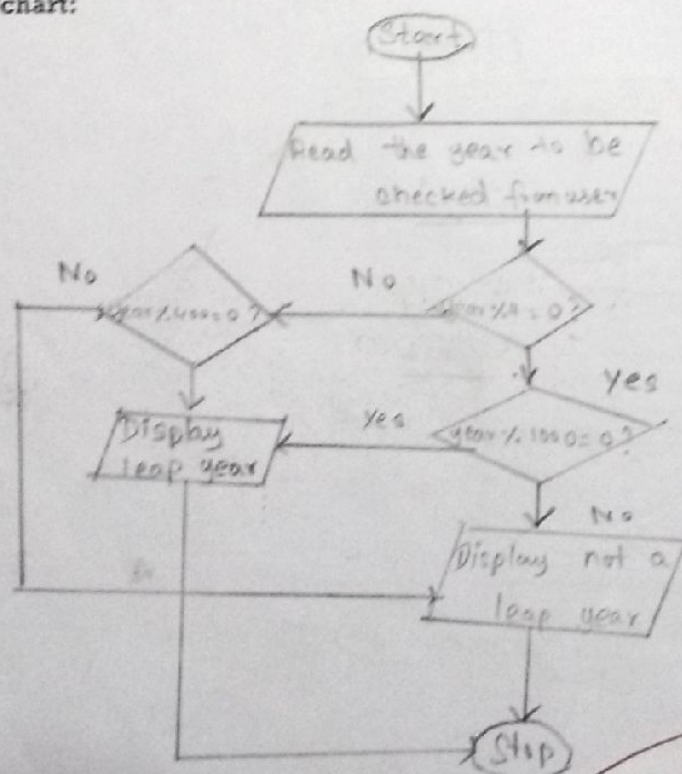 chart:
Start
Read the year to be
checked from user
No
No
year%400=0?
year%4=0?
yes
yes
year%100=0?
Display
leap year
No
Display not a
leap year
Stop